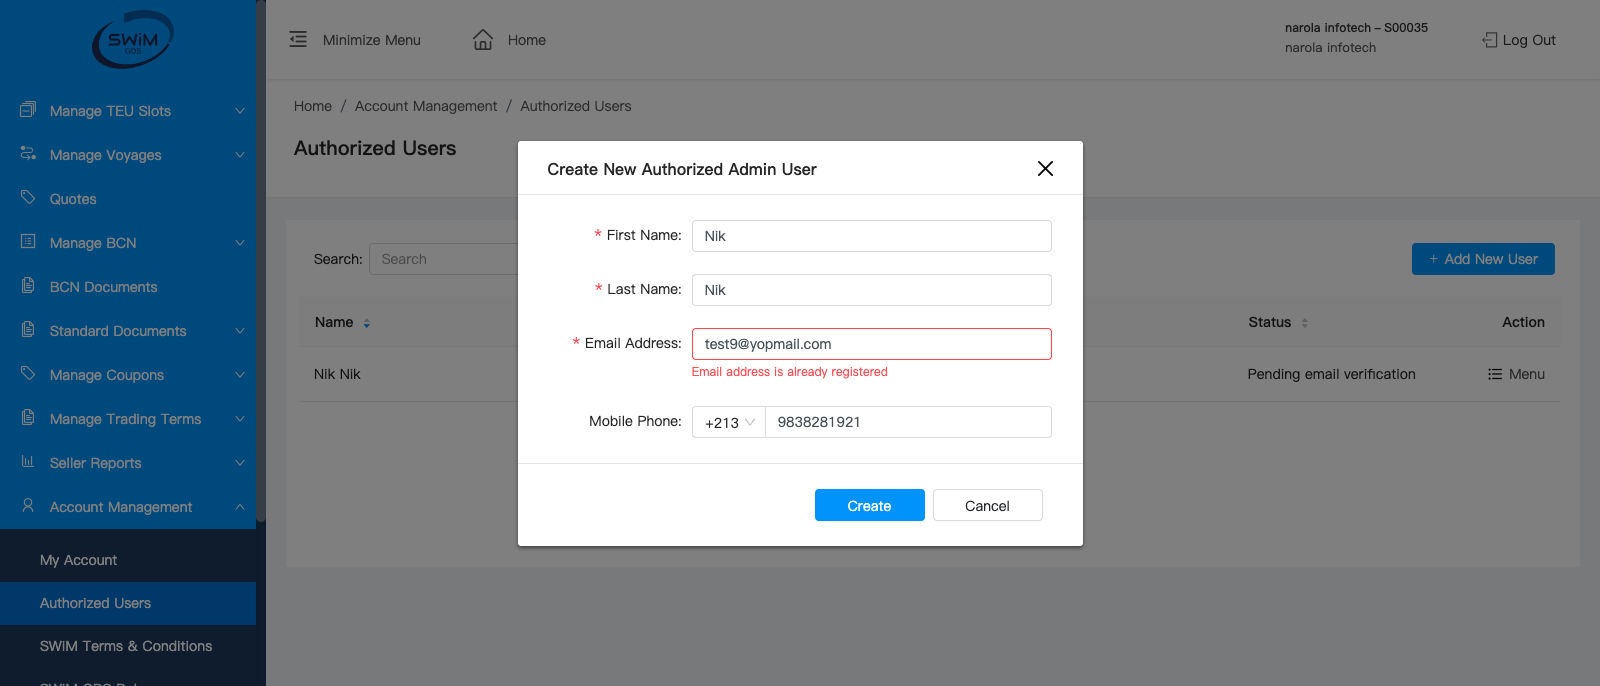 SWiM
GDS
Minimize Menu
Home
narola infotech – S00035
narola infotech
Log Out
Manage TEU Slots
Manage Voyages
Quotes
Manage BCN
BCN Documents
Standard Documents
Manage Coupons
Manage Trading Terms
Seller Reports
Account Management
My Account
Authorized Users
SWiM Terms & Conditions
Home / Account Management / Authorized Users
Authorized Users
Search: Search
+ Add New User
Name Status Action
Nik Nik Pending email verification Menu
Create New Authorized Admin User
* First Name: Nik
* Last Name: Nik
* Email Address: test9@yopmail.com
Email address is already registered
Mobile Phone: +213 9838281921
Create Cancel